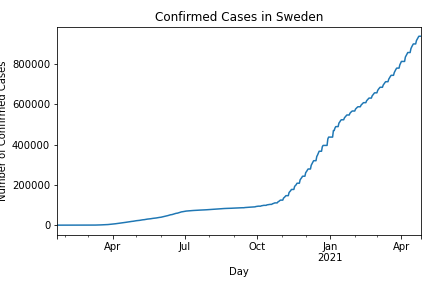 Confirmed Cases in Sweden
Number of Confirmed Cases
800000
600000
400000
200000
0
Apr
Jul
Oct
Jan
2021
Apr
Day